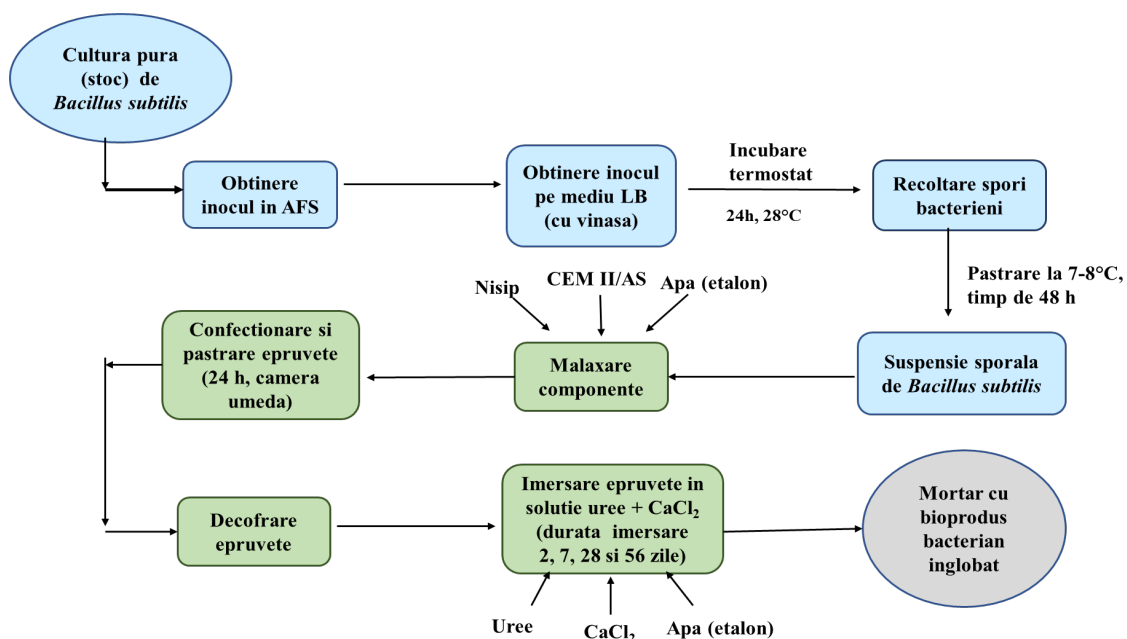 Cultura pura
(stoc) de
Bacillus subtilis
Obtinere
inocul in AFS
Obtinere inocul
pe mediu LB
(cu vinasa)
Incubare
termostat
24h, 28°C
Recoltare spori
bacterieni
Pastrare la 7-8°C,
timp de 48 h
Suspensie sporala
de Bacillus subtilis
Nisip
CEM II/AS
Apa (etalon)
Malaxare
componente
Confectionare si
pastrare epruvete
(24 h, camera
umeda)
Decofrare
epruvete
Imersare epruvete in
solutie uree + CaCl₂
(durata imersare
2, 7, 28 si 56 zile)
Uree
CaCl₂
Apa (etalon)
Mortar cu
bioprodus
bacterian
inglobat